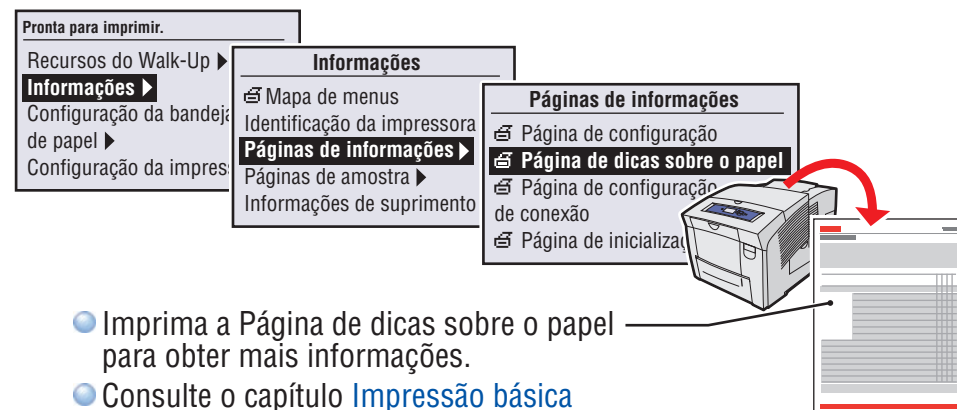 Pronta para imprimir.
Recursos do Walk-Up
Informações
Configuração da bandeja
de papel
Configuração da
Informações
Mapa de menus
Identificação da impressora
Páginas de informações
Páginas de amostra
Informações de suprimento
Páginas de informações
Página de configuração
Página de dicas sobre o papel
Página de configuração
de conexão
Página de
Imprima a Página de dicas sobre o papel
para obter mais informações.
Consulte o capítulo Impressão básica